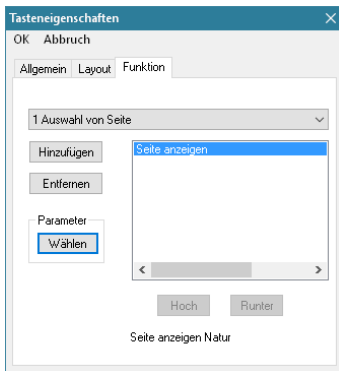 Tasteneigenschaften
OK Abbruch
Allgemein Layout Funktion
1 Auswahl von Seite
Hinzufügen
Seite anzeigen
Entfernen
Parameter
Wählen
Hoch Runter
Seite anzeigen Natur